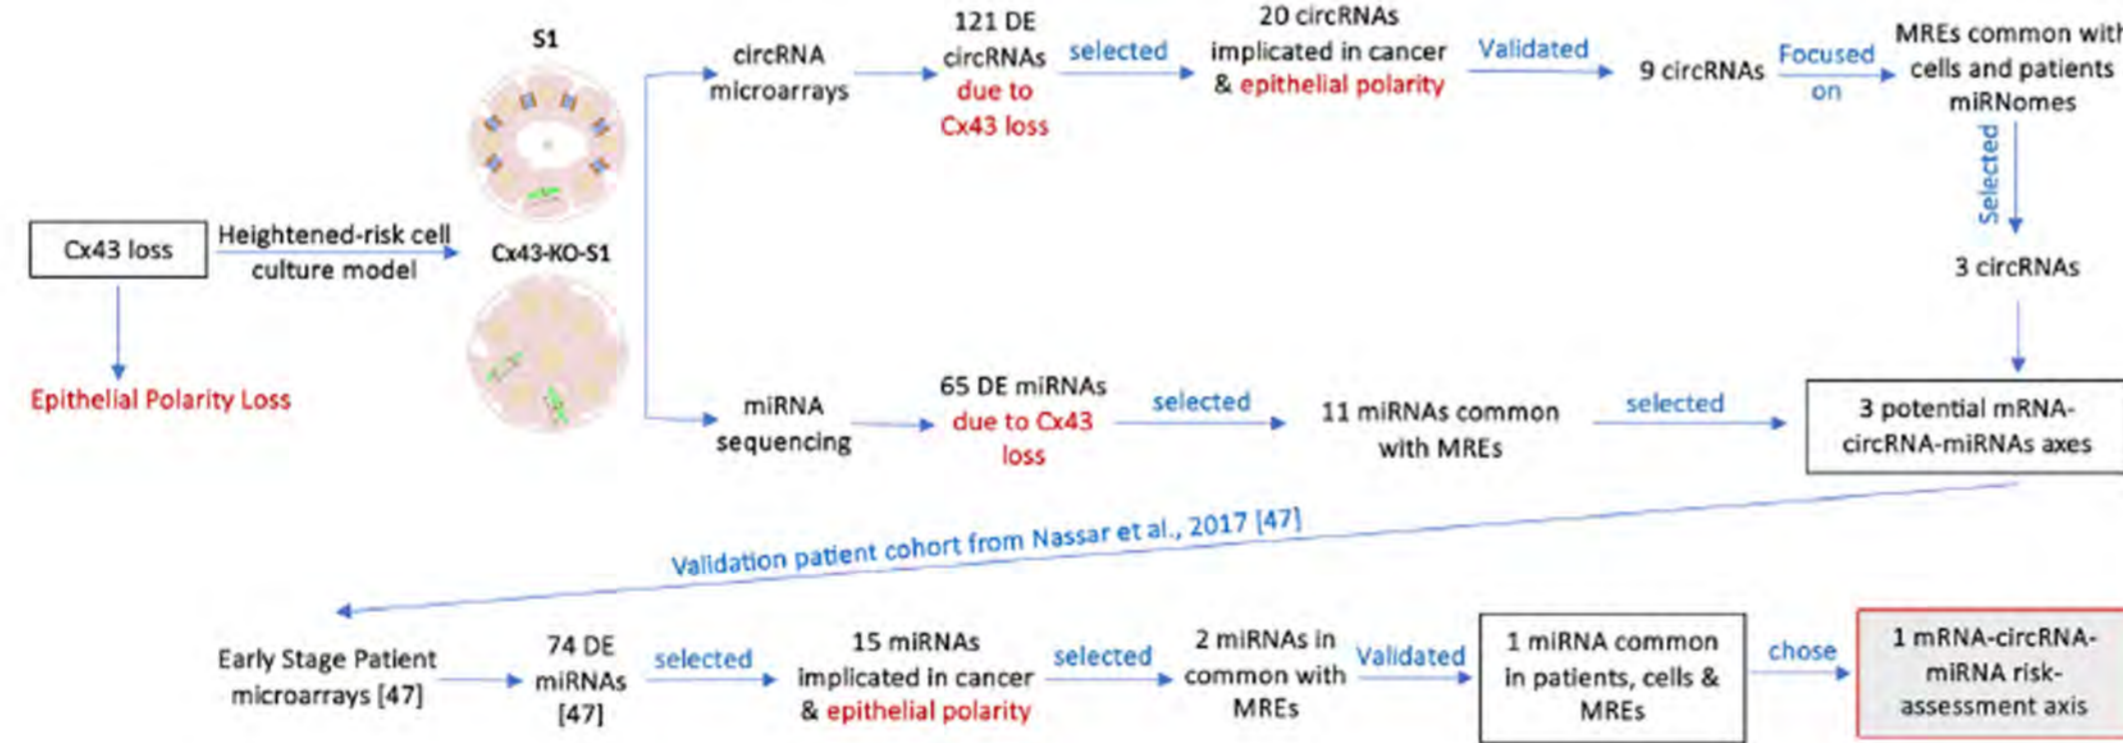 S1
circRNA
microarrays
121 DE
circRNAs
due to
Cx43 loss
selected
20 circRNAs
implicated in cancer
& epithelial polarity
Validated
9 circRNAs
Focused
on
MREs common with
cells and patients
miRNomes
Selected
3 circRNAs
Cx43 loss
Heightened-risk cell
culture model
Cx43-KO-S1
Epithelial Polarity Loss
miRNA
sequencing
65 DE miRNAs
due to Cx43
loss
selected
11 miRNAs common
with MREs
selected
3 potential mRNA-
circRNA-miRNAs axes
Validation patient cohort from Nassar et al., 2017 [47]
Early Stage Patient
microarrays [47]
74 DE
miRNAs
[47]
selected
15 miRNAs
implicated in cancer
& epithelial polarity
selected
2 miRNAs in
common with
MREs
Validated
1 miRNA common
in patients, cells &
MREs
chose
1 mRNA-circRNA-
miRNA risk-
assessment axis